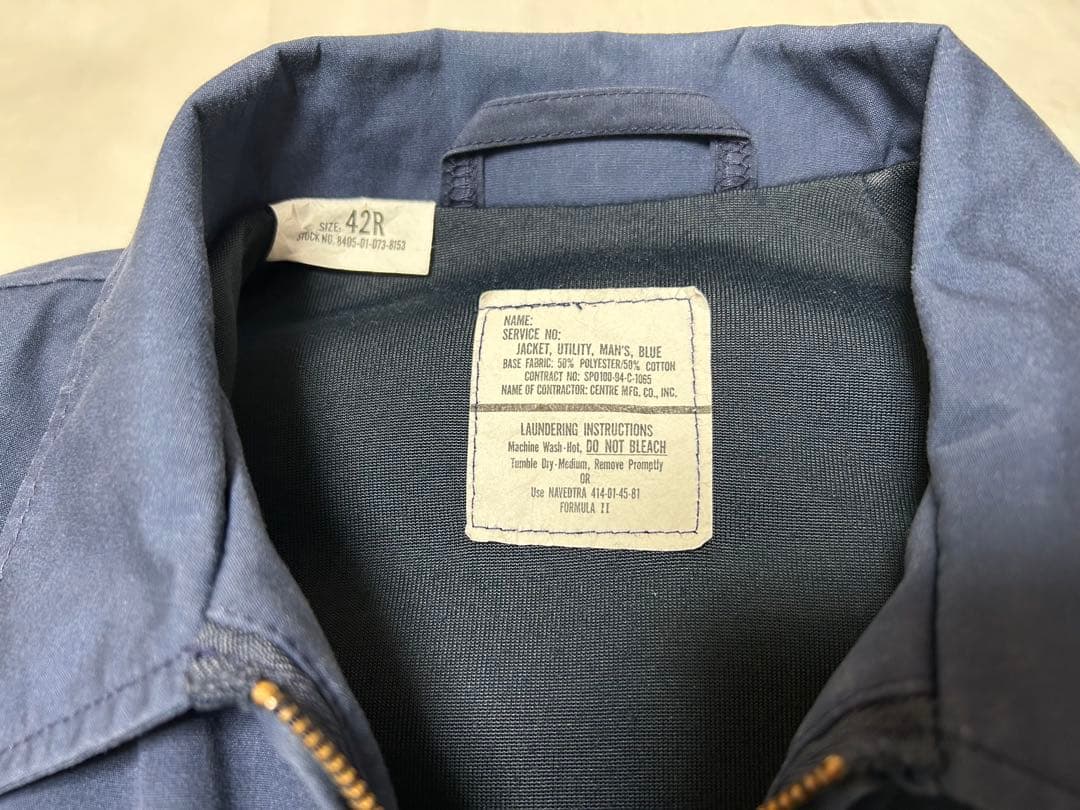 SIZE: 42R
STOCK NO. 8405-01-073-8153
NAME:
SERVICE NO:
JACKET, UTILITY, MAN'S, BLUE
BASE FABRIC: 50% POLYESTER/50% COTTON
CONTRACT NO: SPO100-94-C-1065
NAME OF CONTRACTOR: CENTRE MFG. CO., INC.
LAUNDERING INSTRUCTIONS
Machine Wash-Hot, DO NOT BLEACH
Tumble Dry-Medium, Remove Promptly
OR
Use NAVEDTRA 414-01-45-81
FORMULA II